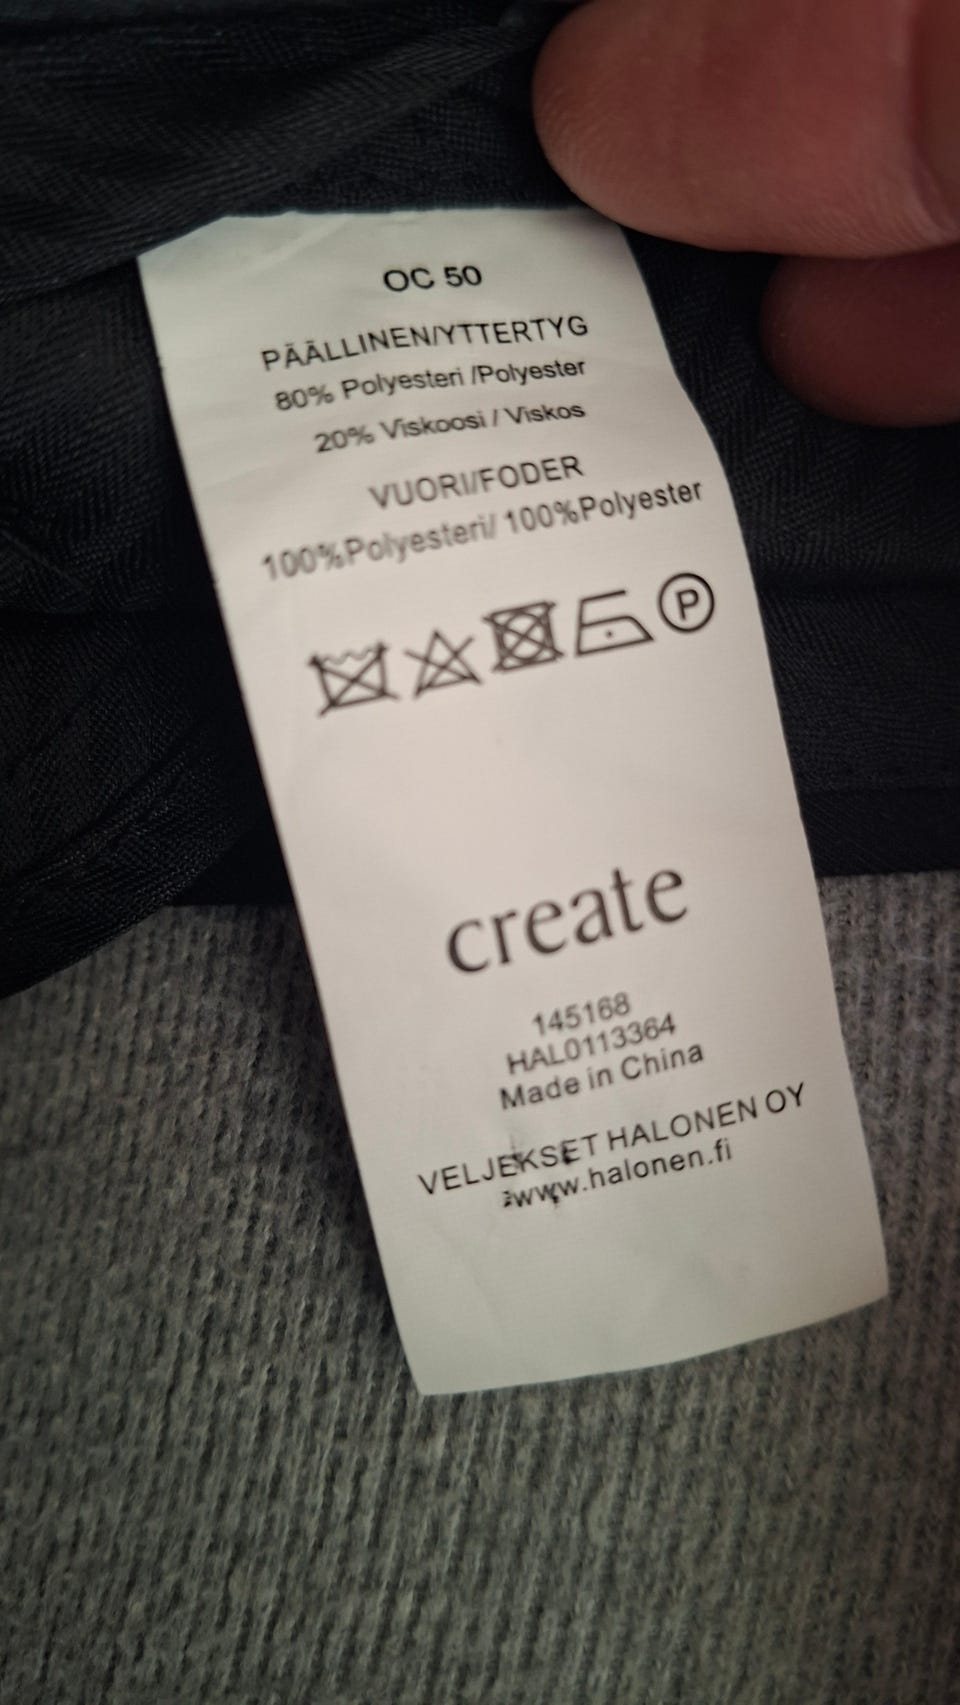 OC 50
PÄÄLLINEN/YTTERTYG
80% Polyesteri /Polyester
20% Viskoosi / Viskos
VUORI/FODER
100%Polyesteri/ 100%Polyester
P
create
145168
HAL0113364
Made in China
VELJEKSET HALONEN OY
www.halonen.fi